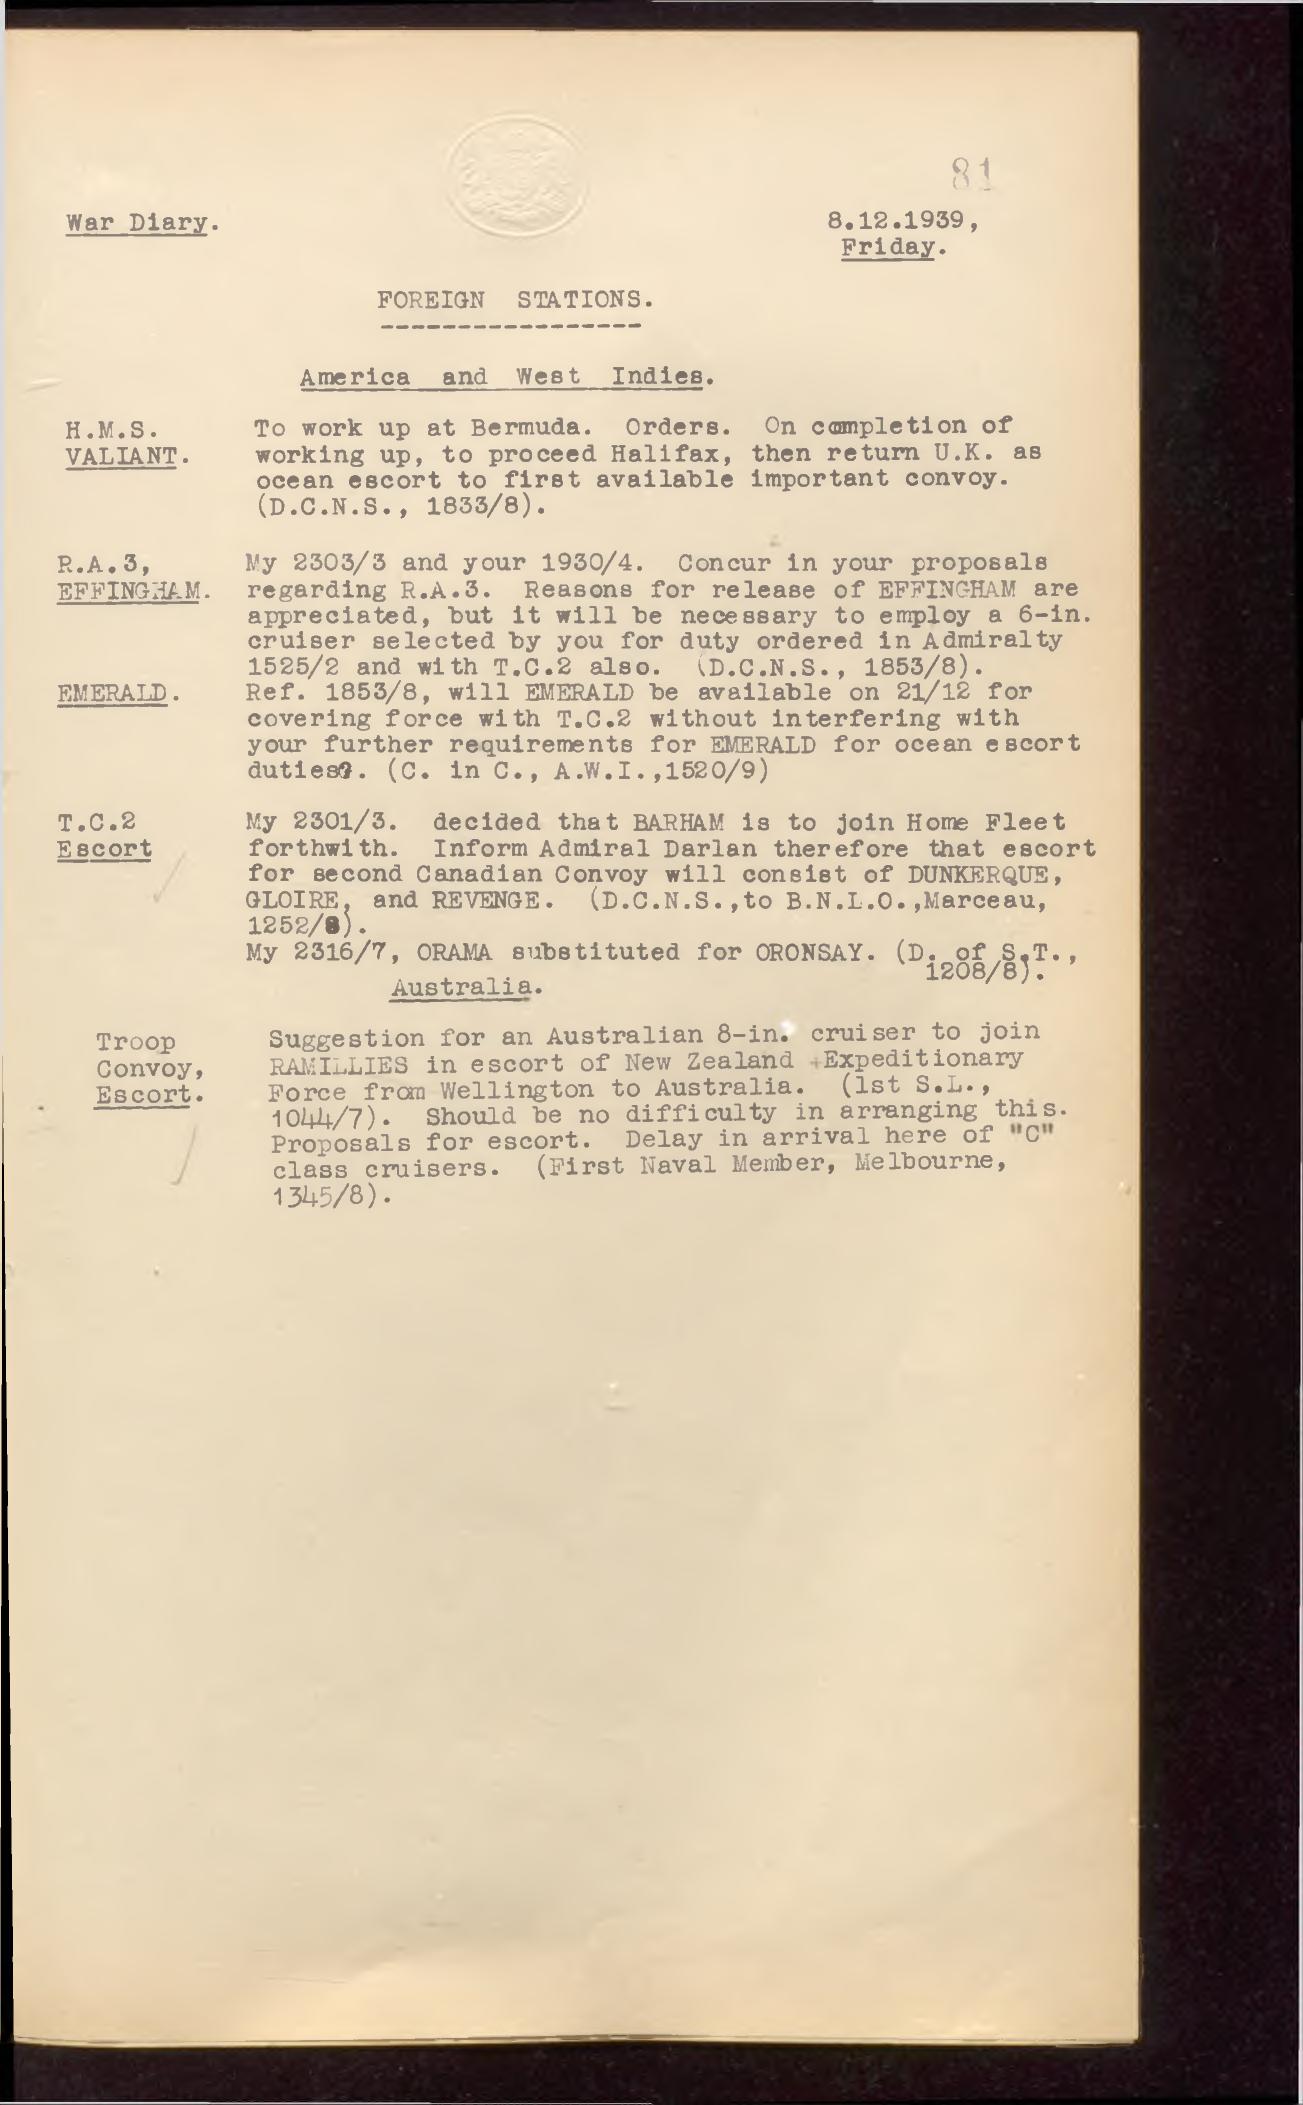 81
War Diary.
8.12.1939,
Friday.
FOREIGN STATIONS.
America and West Indies.
H.M.S.
VALIANT.
To work up at Bermuda. Orders. On completion of
working up, to proceed Halifax, then return U.K. as
ocean escort to first available important convoy.
(D.C.N.S., 1833/8).
R.A.3,
EFFINGHAM.
My 2303/3 and your 1930/4. Concur in your proposals
regarding R.A.3. Reasons for release of EFFINGHAM are
appreciated, but it will be necessary to employ a 6-in.
cruiser selected by you for duty ordered in Admiralty
1525/2 and with T.C.2 also. (D.C.N.S., 1853/8).
EMERALD.
Ref. 1853/8, will EMERALD be available on 21/12 for
covering force with T.C.2 without interfering with
your further requirements for EMERALD for ocean escort
duties?. (C. in C., A.W.I.,1520/9)
T.C.2
Escort
My 2301/3. decided that BARHAM is to join Home Fleet
forthwith. Inform Admiral Darlan therefore that escort
for second Canadian Convoy will consist of DUNKERQUE,
GLOIRE, and REVENGE. (D.C.N.S.,to B.N.L.O.,Marceau,
1252/8).
My 2316/7, ORAMA substituted for ORONSAY. (D. of S.T.,
1208/8).
Australia.
Troop
Convoy,
Escort.
Suggestion for an Australian 8-in. cruiser to join
RAMILLIES in escort of New Zealand Expeditionary
Force from Wellington to Australia. (1st S.L.,
1044/7). Should be no difficulty in arranging this.
Proposals for escort. Delay in arrival here of "C"
class cruisers. (First Naval Member, Melbourne,
1345/8).